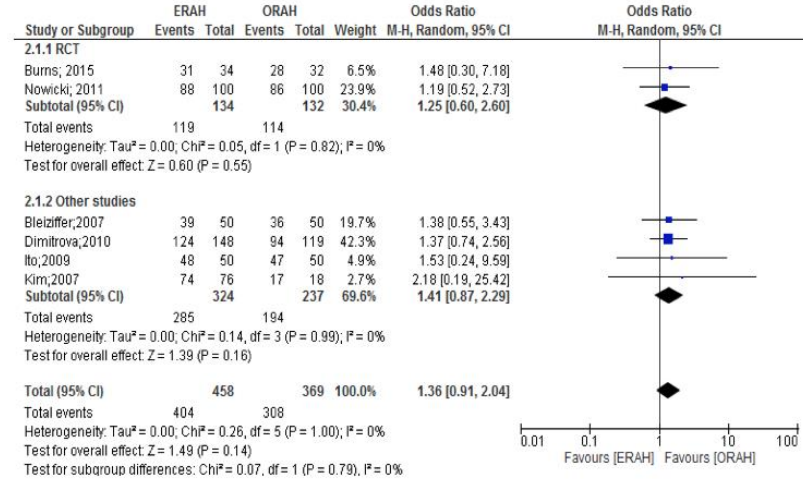 ERAH ORAH Odds Ratio Odds Ratio
Study or Subgroup Events Total Events Total Weight M-H, Random, 95% CI M-H, Random, 95% CI
2.1.1 RCT
Burns; 2015 31 34 28 32 6.5% 1.48 [0.30, 7.18]
Nowicki; 2011 88 100 86 100 23.9% 1.19 [0.52, 2.73]
Subtotal (95% CI) 134 132 30.4% 1.25 [0.60, 2.60]
Total events 119 114
Heterogeneity: Tau² = 0.00; Chi² = 0.05, df = 1 (P = 0.82); I² = 0%
Test for overall effect: Z = 0.60 (P = 0.55)
2.1.2 Other studies
Bleiziffer;2007 39 50 36 50 19.7% 1.38 [0.55, 3.43]
Dimitrova;2010 124 148 94 119 42.3% 1.37 [0.74, 2.56]
Ito;2009 48 50 47 50 4.9% 1.53 [0.24, 9.59]
Kim;2007 74 76 17 18 2.7% 2.18 [0.19, 25.42]
Subtotal (95% CI) 324 237 69.6% 1.41 [0.87, 2.29]
Total events 285 194
Heterogeneity: Tau² = 0.00; Chi² = 0.14, df = 3 (P = 0.99); I² = 0%
Test for overall effect: Z = 1.39 (P = 0.16)
Total (95% CI) 458 369 100.0% 1.36 [0.91, 2.04]
Total events 404 308
Heterogeneity: Tau² = 0.00; Chi² = 0.26, df = 5 (P = 1.00); I² = 0%
Test for overall effect: Z = 1.49 (P = 0.14)
Test for subgroup differences: Chi² = 0.07, df = 1 (P = 0.79), I² = 0%
0.01 0.1 1 10 100
Favours [ERAH] Favours [ORAH]